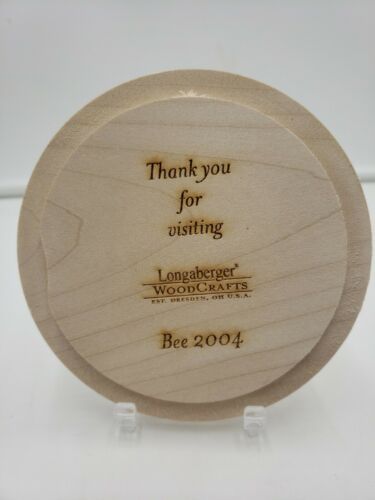 Thank you
for
visiting
Longaberger®
WOODCRAFTS
EST. DRESDEN, OH U.S.A.
Bee 2004